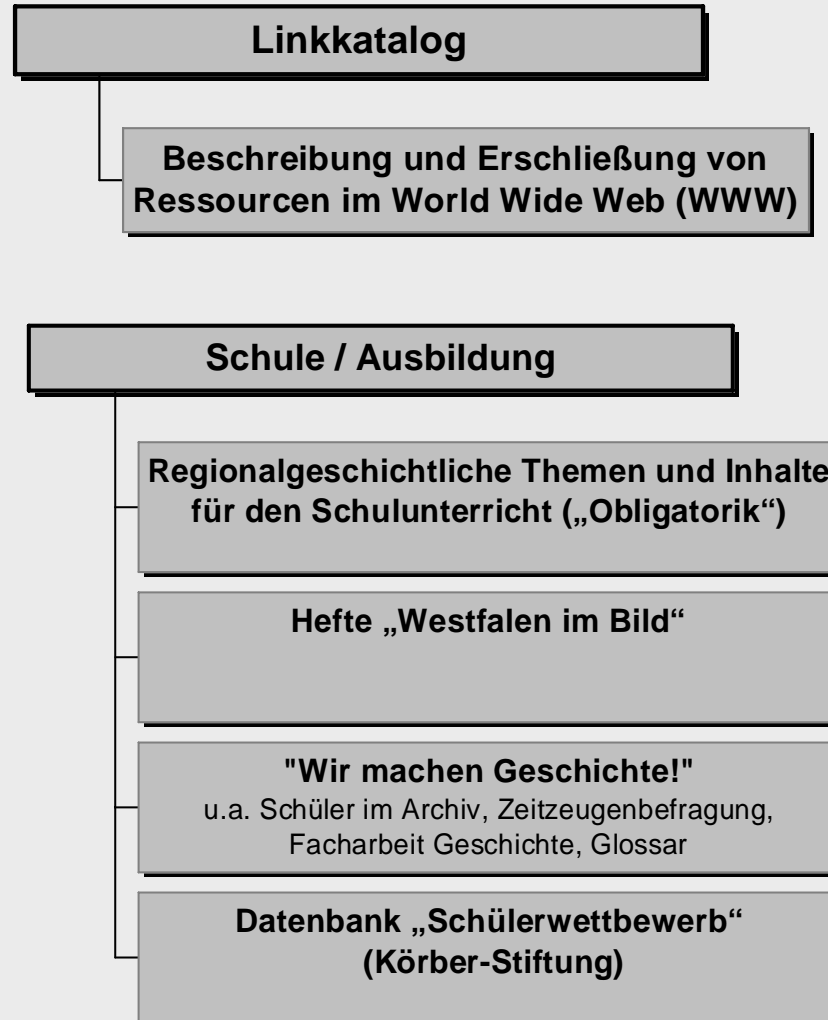 Linkkatalog
Beschreibung und Erschließung von
Ressourcen im World Wide Web (WWW)
Schule / Ausbildung
Regionalgeschichtliche Themen und Inhalte
für den Schulunterricht („Obligatorik“)
Hefte „Westfalen im Bild“
"Wir machen Geschichte!"
u.a. Schüler im Archiv, Zeitzeugenbefragung,
Facharbeit Geschichte, Glossar
Datenbank „Schülerwettbewerb“
(Körber-Stiftung)